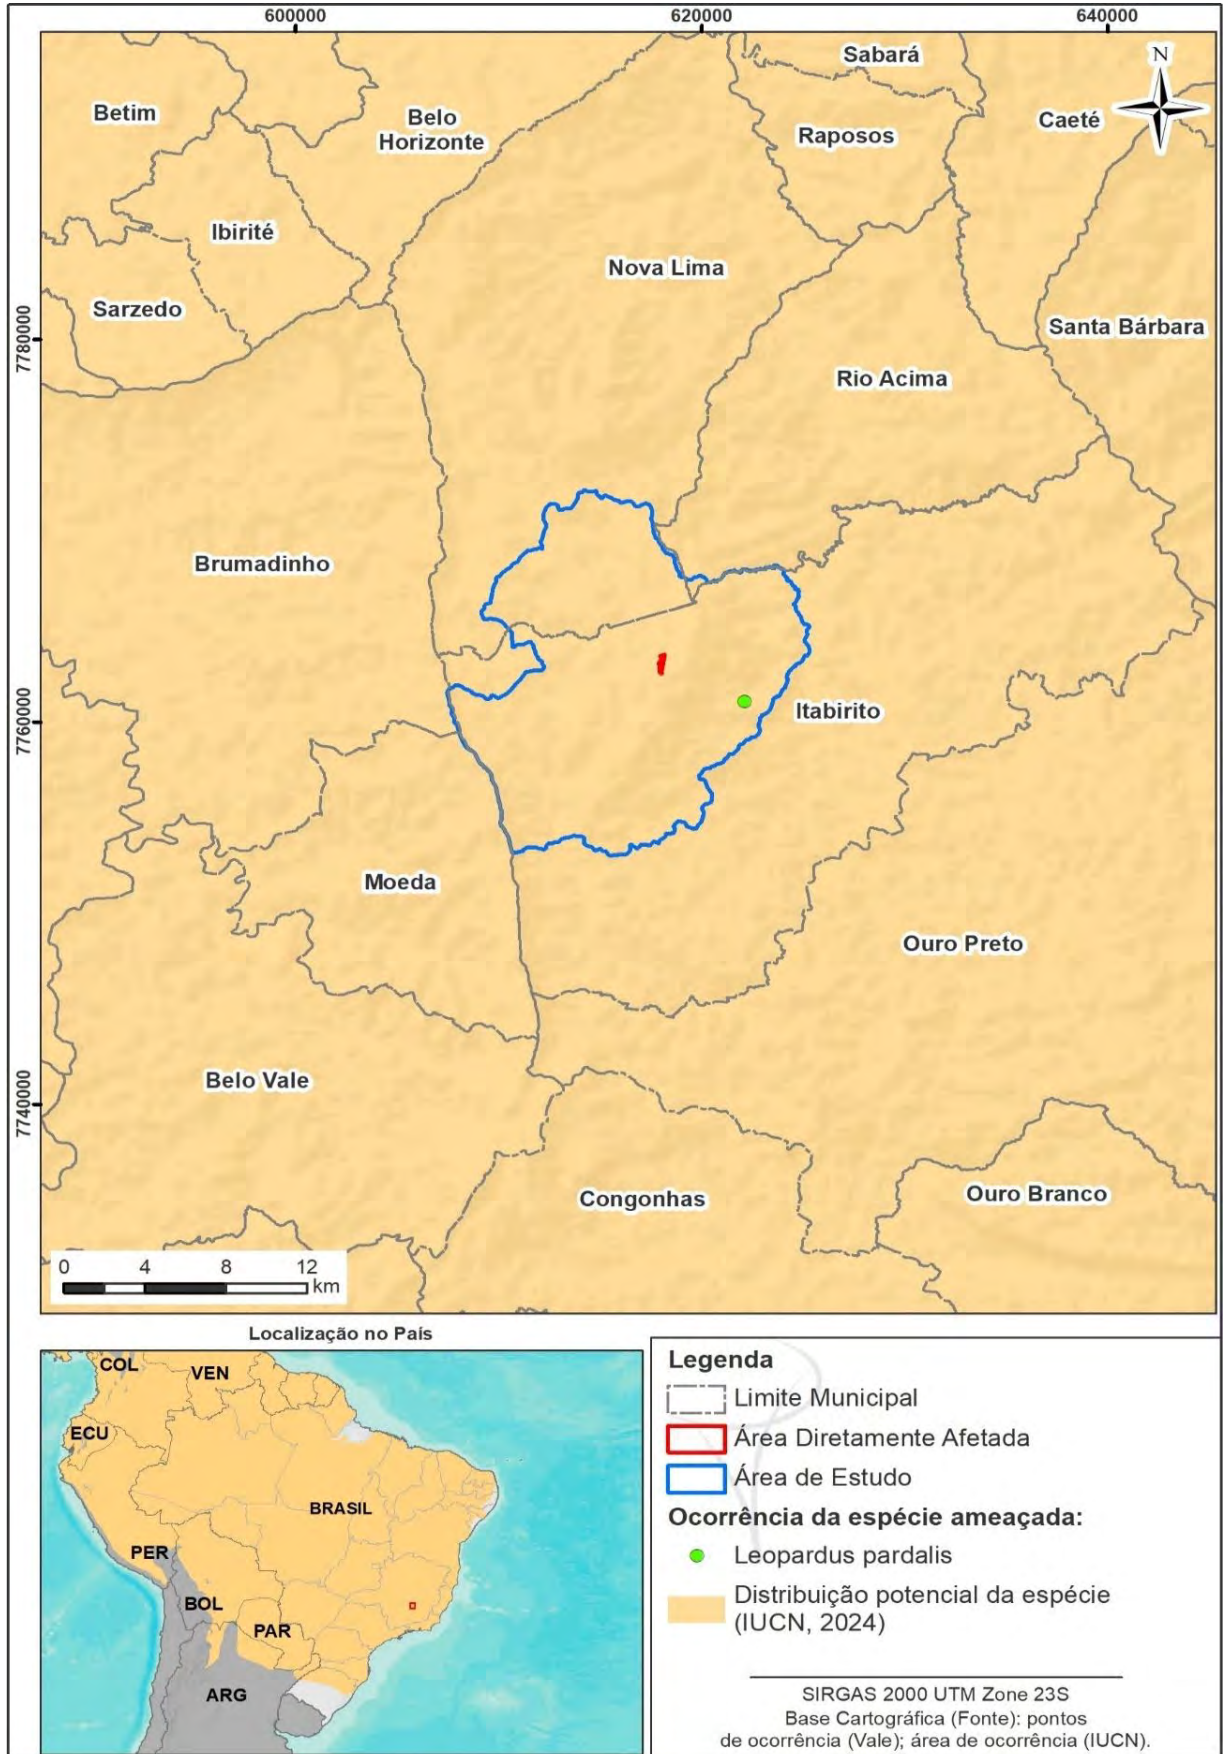 600000
620000
640000
N
Sabará
Betim
Belo
Horizonte
Raposos
Caeté
Ibirité
Nova Lima
Sarzedo
Santa Bárbara
7780000
Rio Acima
Brumadinho
7760000
Itabirito
Moeda
Ouro Preto
Belo Vale
7740000
Congonhas
Ouro Branco
0 4 8 12
km
Localização no País
COL
VEN
ECU
BRASIL
PER
BOL
PAR
ARG
Legenda
Limite Municipal
Área Diretamente Afetada
Área de Estudo
Ocorrência da espécie ameaçada:
Leopardus pardalis
Distribuição potencial da espécie
(IUCN, 2024)
SIRGAS 2000 UTM Zone 23S
Base Cartográfica (Fonte): pontos
de ocorrência (Vale); área de ocorrência (IUCN).